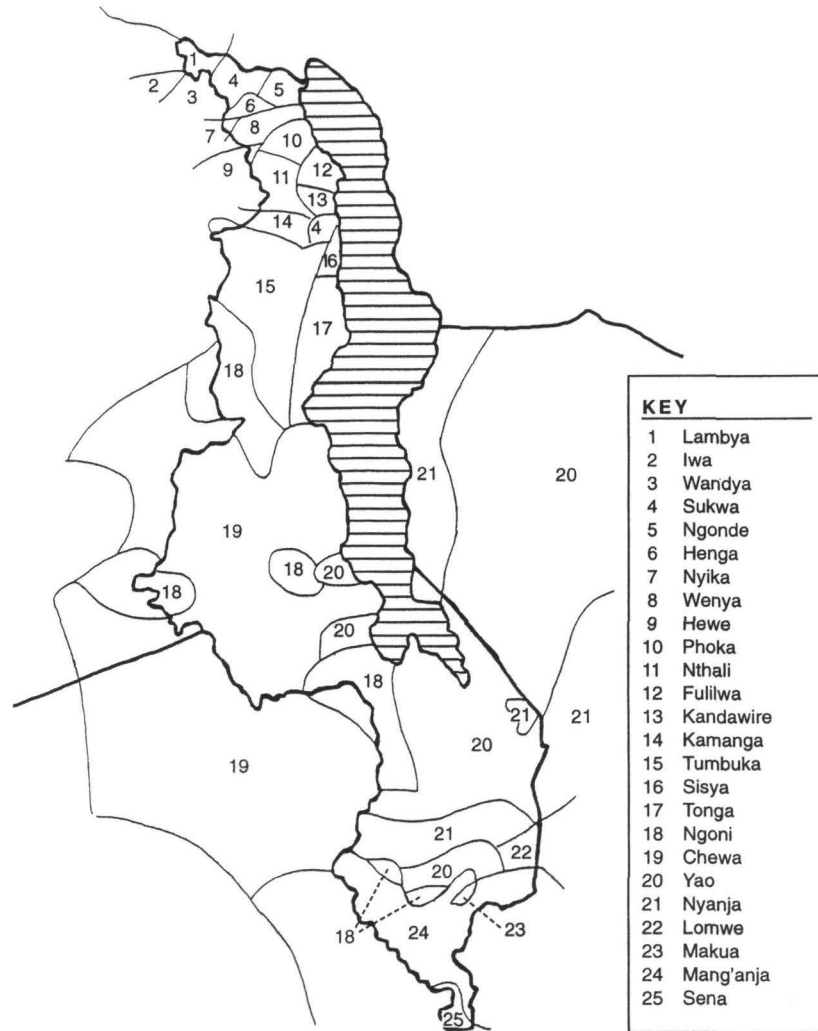 1
4
2
3
5
6
7
8
10
9
11
12
13
14
4
16
15
17
18
21
20
19
18
20
18
20
18
21
20
21
19
21
22
20
18
24
23
25
KEY
1 Lambya
2 Iwa
3 Wandya
4 Sukwa
5 Ngonde
6 Henga
7 Nyika
8 Wenya
9 Hewe
10 Phoka
11 Nthali
12 Fulilwa
13 Kandawire
14 Kamanga
15 Tumbuka
16 Sisya
17 Tonga
18 Ngoni
19 Chewa
20 Yao
21 Nyanja
22 Lomwe
23 Makua
24 Mang'anja
25 Sena